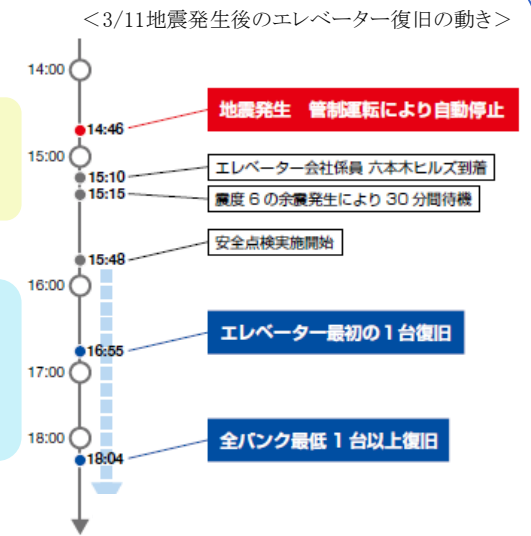 <3/11地震発生後のエレベーター復旧の動き>
14:00
地震発生 管制運転により自動停止
14:46
15:00
エレベーター会社係員 六本木ヒルズ到着
15:10
15:15
震度 6 の余震発生により 30 分間待機
安全点検実施開始
15:48
16:00
エレベーター最初の 1 台復旧
16:55
17:00
18:00
全バンク最低 1 台以上復旧
18:04